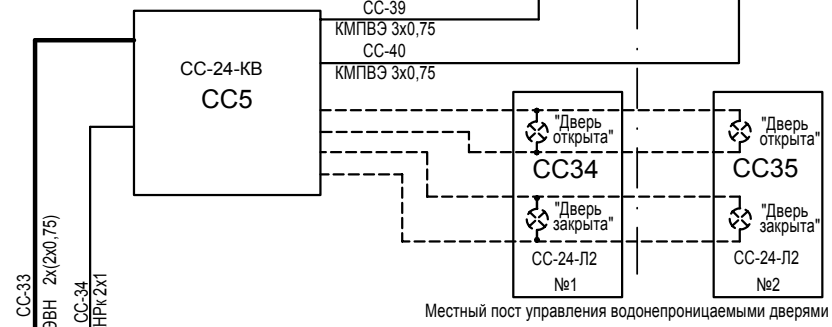 СС-39
КМПВЭ 3х0,75
СС-40
КМПВЭ 3х0,75
СС-24-КВ
СС5
"Дверь
открыта"
СС34
"Дверь
закрыта"
СС-24-Л2
№1
"Дверь
открыта"
СС35
"Дверь
закрыта"
СС-24-Л2
№2
Местный пост управления водонепроницаемыми дверями
СС-33
ЭВН 2х(2х0,75)
СС-34
НРк 2х1